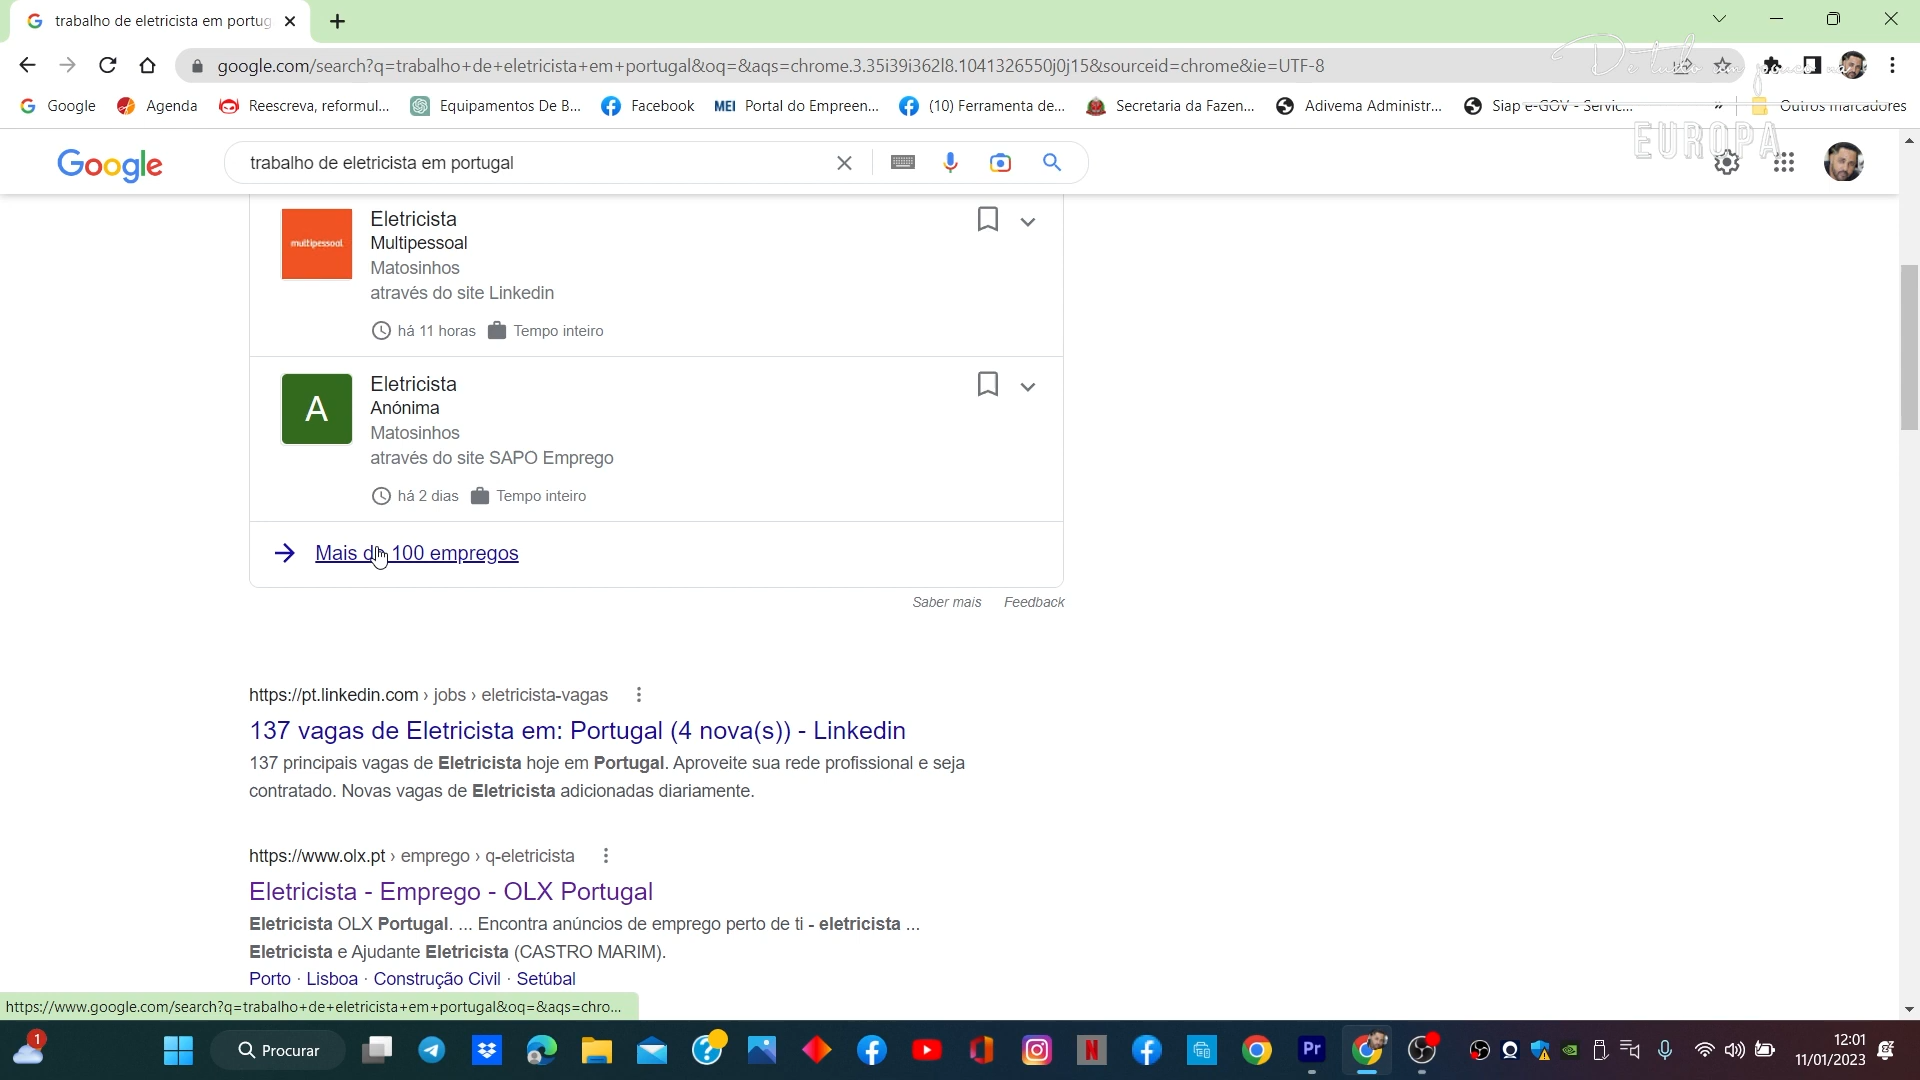 trabalho de eletricista em portug
google.com/search?q=trabalho+de+eletricista+em+portugal&oq=&aqs=chrome.3.35i39i362l8.1041326550j0j15&sourceid=chrome&ie=UTF-8
De tudo um pouco na
EUROPA
Google Agenda Reescreva, reformul... Equipamentos De B... Facebook MEI Portal do Empreen... (10) Ferramenta de... Secretaria da Fazen... Adivema Administr... Siap e-GOV - Servic... » Outros marcadores
Google trabalho de eletricista em portugal
multipessoal
Eletricista
Multipessoal
Matosinhos
através do site Linkedin
há 11 horas Tempo inteiro
A
Eletricista
Anónima
Matosinhos
através do site SAPO Emprego
há 2 dias Tempo inteiro
Mais de 100 empregos
Saber mais Feedback
https://pt.linkedin.com › jobs › eletricista-vagas
137 vagas de Eletricista em: Portugal (4 nova(s)) - Linkedin
137 principais vagas de Eletricista hoje em Portugal. Aproveite sua rede profissional e seja
contratado. Novas vagas de Eletricista adicionadas diariamente.
https://www.olx.pt › emprego › q-eletricista
Eletricista - Emprego - OLX Portugal
Eletricista OLX Portugal. ... Encontra anúncios de emprego perto de ti - eletricista ...
Eletricista e Ajudante Eletricista (CASTRO MARIM).
Porto · Lisboa · Construção Civil · Setúbal
https://www.google.com/search?q=trabalho+de+eletricista+em+portugal&oq=&aqs=chro...
1 Procurar N Pr 12:01
11/01/2023